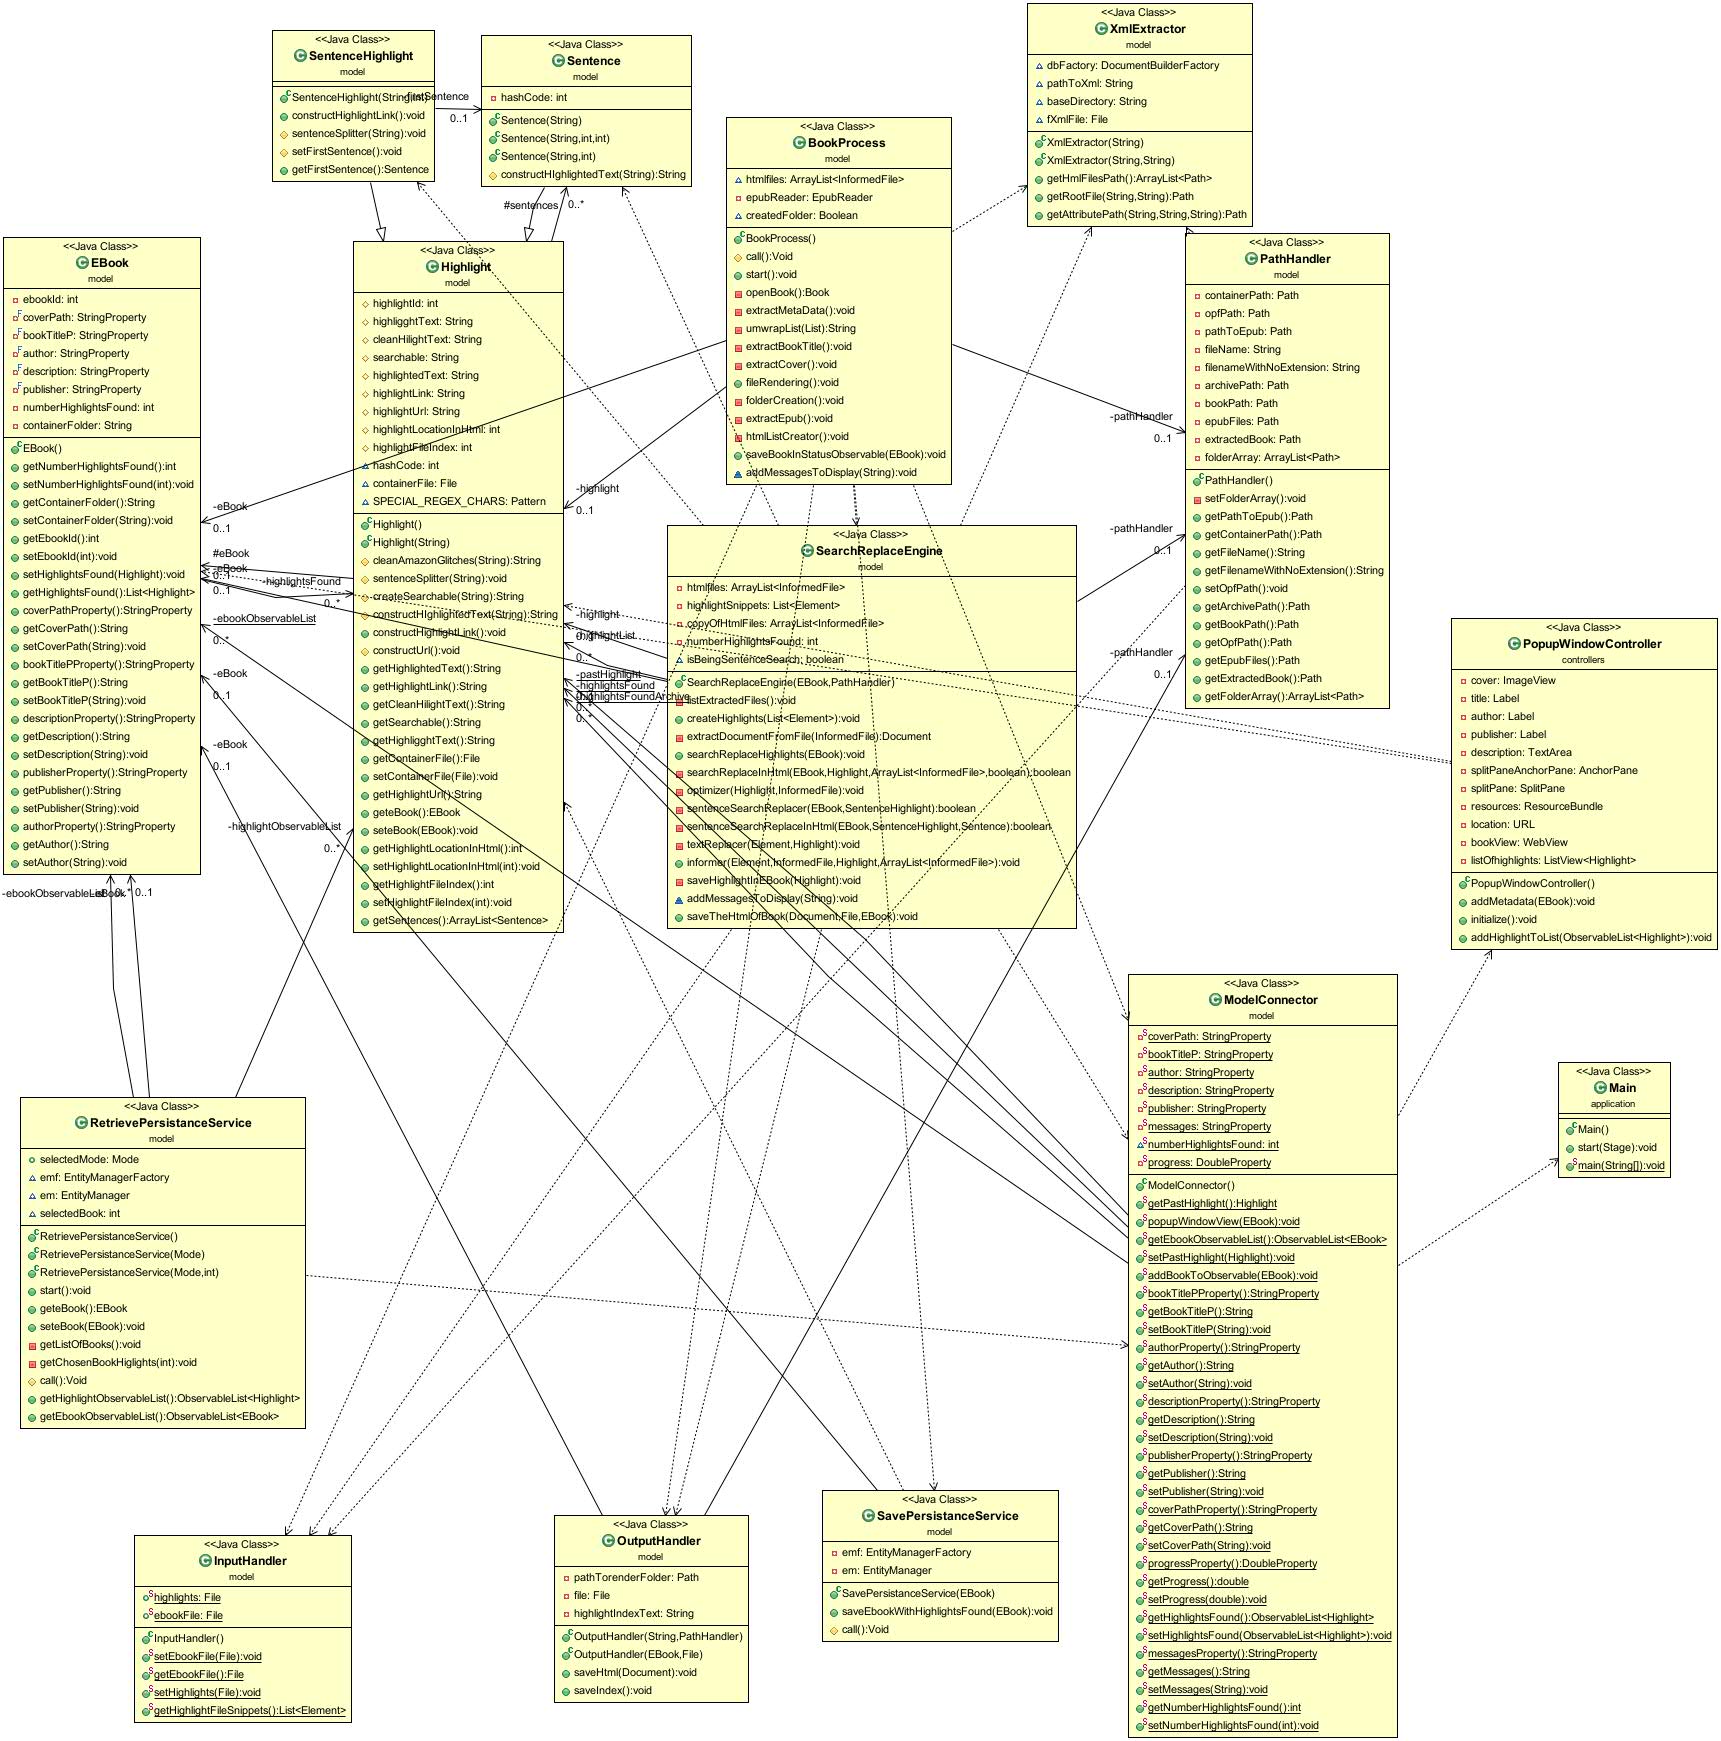 <<Java Class>>
SentenceHighlight
model
SentenceHighlight(String,int)
constructHighlightLink():void
sentenceSplitter(String):void
setFirstSentence():void
getFirstSentence():Sentence
-firstSentence
0..1
<<Java Class>>
Sentence
model
hashCode: int
Sentence(String)
Sentence(String,int,int)
Sentence(String,int)
constructHIghlightedText(String):String
#sentences
0..*
<<Java Class>>
BookProcess
model
htmlfiles: ArrayList<InformedFile>
epubReader: EpubReader
createdFolder: Boolean
BookProcess()
call():Void
start():void
openBook():Book
extractMetaData():void
umwrapList(List):String
extractBookTitle():void
extractCover():void
fileRendering():void
folderCreation():void
extractEpub():void
htmlListCreator():void
saveBookInStatusObservable(EBook):void
addMessagesToDisplay(String):void
<<Java Class>>
XmlExtractor
model
dbFactory: DocumentBuilderFactory
pathToXml: String
baseDirectory: String
fXmlFile: File
XmlExtractor(String)
XmlExtractor(String,String)
getHmlFilesPath():ArrayList<Path>
getRootFile(String,String):Path
getAttributePath(String,String,String):Path
<<Java Class>>
PathHandler
model
containerPath: Path
opfPath: Path
pathToEpub: Path
fileName: String
filenameWithNoExtension: String
archivePath: Path
bookPath: Path
epubFiles: Path
extractedBook: Path
folderArray: ArrayList<Path>
PathHandler()
setFolderArray():void
getPathToEpub():Path
getContainerPath():Path
getFileName():String
getFilenameWithNoExtension():String
setOpfPath():void
getArchivePath():Path
getBookPath():Path
getOpfPath():Path
getEpubFiles():Path
getExtractedBook():Path
getFolderArray():ArrayList<Path>
-pathHandler
0..1
-pathHandler
0..1
-pathHandler
0..1
<<Java Class>>
EBook
model
ebookId: int
coverPath: StringProperty
bookTitleP: StringProperty
author: StringProperty
description: StringProperty
publisher: StringProperty
numberHighlightsFound: int
containerFolder: String
EBook()
getNumberHighlightsFound():int
setNumberHighlightsFound(int):void
getContainerFolder():String
setContainerFolder(String):void
getEbookId():int
setEbookId(int):void
setHighlightsFound(Highlight):void
getHighlightsFound():List<Highlight>
coverPathProperty():StringProperty
getCoverPath():String
setCoverPath(String):void
bookTitlePProperty():StringProperty
getBookTitleP():String
setBookTitleP(String):void
descriptionProperty():StringProperty
getDescription():String
setDescription(String):void
publisherProperty():StringProperty
getPublisher():String
setPublisher(String):void
authorProperty():StringProperty
getAuthor():String
setAuthor(String):void
-eBook
0..1
#eBook
0..1
-eBook
0..1
-highlightsFound
0..*
-ebookObservableList
0..*
-eBook
0..1
-eBook
0..1
-highlightObservableList
0..*
-ebookObservableList
0..*
-eBook
0..1
<<Java Class>>
Highlight
model
highlightId: int
highligghtText: String
cleanHilightText: String
searchable: String
highlightedText: String
highlightLink: String
highlightUrl: String
highlightLocationInHtml: int
highlightFileIndex: int
hashCode: int
containerFile: File
SPECIAL_REGEX_CHARS: Pattern
Highlight()
Highlight(String)
cleanAmazonGlitches(String):String
sentenceSplitter(String):void
createSearchable(String):String
constructHIghlightedText(String):String
constructHighlightLink():void
constructUrl():void
getHighlightedText():String
getHighlightLink():String
getCleanHilightText():String
getSearchable():String
getHighligghtText():String
getContainerFile():File
setContainerFile(File):void
getHighlightUrl():String
geteBook():EBook
seteBook(EBook):void
getHighlightLocationInHtml():int
setHighlightLocationInHtml(int):void
getHighlightFileIndex():int
setHighlightFileIndex(int):void
getSentences():ArrayList<Sentence>
-highlight
0..1
-highlight
-highlightList
0..*
-pastHighlight
-highlightsFound
-highlightsFoundArchive
0..*
0..*
<<Java Class>>
SearchReplaceEngine
model
htmlfiles: ArrayList<InformedFile>
highlightSnippets: List<Element>
copyOfHtmlFiles: ArrayList<InformedFile>
numberHighlightsFound: int
isBeingSentenceSearch: boolean
SearchReplaceEngine(EBook,PathHandler)
listExtractedFiles():void
createHighlights(List<Element>):void
extractDocumentFromFile(InformedFile):Document
searchReplaceHighlights(EBook):void
searchReplaceInHtml(EBook,Highlight,ArrayList<InformedFile>,boolean):boolean
optimizer(Highlight,InformedFile):void
sentenceSearchReplacer(EBook,SentenceHighlight):boolean
sentenceSearchReplaceInHtml(EBook,SentenceHighlight,Sentence):boolean
textReplacer(Element,Highlight):void
informer(Element,InformedFile,Highlight,ArrayList<InformedFile>):void
saveHighlightInEBook(Highlight):void
addMessagesToDisplay(String):void
saveTheHtmlOfBook(Document,File,EBook):void
<<Java Class>>
PopupWindowController
controllers
cover: ImageView
title: Label
author: Label
publisher: Label
description: TextArea
splitPaneAnchorPane: AnchorPane
splitPane: SplitPane
resources: ResourceBundle
location: URL
bookView: WebView
listOfhighlights: ListView<Highlight>
PopupWindowController()
addMetadata(EBook):void
initialize():void
addHighlightToList(ObservableList<Highlight>):void
<<Java Class>>
ModelConnector
model
coverPath: StringProperty
bookTitleP: StringProperty
author: StringProperty
description: StringProperty
publisher: StringProperty
messages: StringProperty
numberHighlightsFound: int
progress: DoubleProperty
ModelConnector()
getPastHighlight():Highlight
popupWindowView(EBook):void
getEbookObservableList():ObservableList<EBook>
setPastHighlight(Highlight):void
addBookToObservable(EBook):void
bookTitlePProperty():StringProperty
getBookTitleP():String
setBookTitleP(String):void
authorProperty():StringProperty
getAuthor():String
setAuthor(String):void
descriptionProperty():StringProperty
getDescription():String
setDescription(String):void
publisherProperty():StringProperty
getPublisher():String
setPublisher(String):void
coverPathProperty():StringProperty
getCoverPath():String
setCoverPath(String):void
progressProperty():DoubleProperty
getProgress():double
setProgress(double):void
getHighlightsFound():ObservableList<Highlight>
setHighlightsFound(ObservableList<Highlight>):void
messagesProperty():StringProperty
getMessages():String
setMessages(String):void
getNumberHighlightsFound():int
setNumberHighlightsFound(int):void
<<Java Class>>
Main
application
Main()
start(Stage):void
main(String[]):void
<<Java Class>>
RetrievePersistanceService
model
selectedMode: Mode
emf: EntityManagerFactory
em: EntityManager
selectedBook: int
RetrievePersistanceService()
RetrievePersistanceService(Mode)
RetrievePersistanceService(Mode,int)
start():void
geteBook():EBook
seteBook(EBook):void
getListOfBooks():void
getChosenBookHiglights(int):void
call():Void
getHighlightObservableList():ObservableList<Highlight>
getEbookObservableList():ObservableList<EBook>
<<Java Class>>
InputHandler
model
highlights: File
ebookFile: File
InputHandler()
setEbookFile(File):void
getEbookFile():File
setHighlights(File):void
getHighlightFileSnippets():List<Element>
<<Java Class>>
OutputHandler
model
pathTorenderFolder: Path
file: File
highlightIndexText: String
OutputHandler(String,PathHandler)
OutputHandler(EBook,File)
saveHtml(Document):void
saveIndex():void
<<Java Class>>
SavePersistanceService
model
emf: EntityManagerFactory
em: EntityManager
SavePersistanceService(EBook)
saveEbookWithHighlightsFound(EBook):void
call():Void